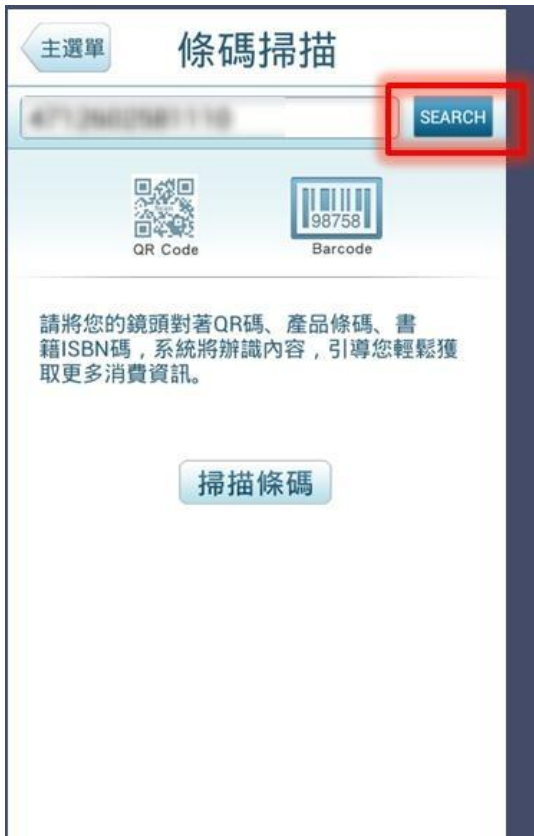 主選單
條碼掃描
SEARCH
98758
QR Code
Barcode
請將您的鏡頭對著QR碼、產品條碼、書
籍ISBN碼，系統將辦識內容，引導您輕鬆獲
取更多消費資訊。
掃描條碼